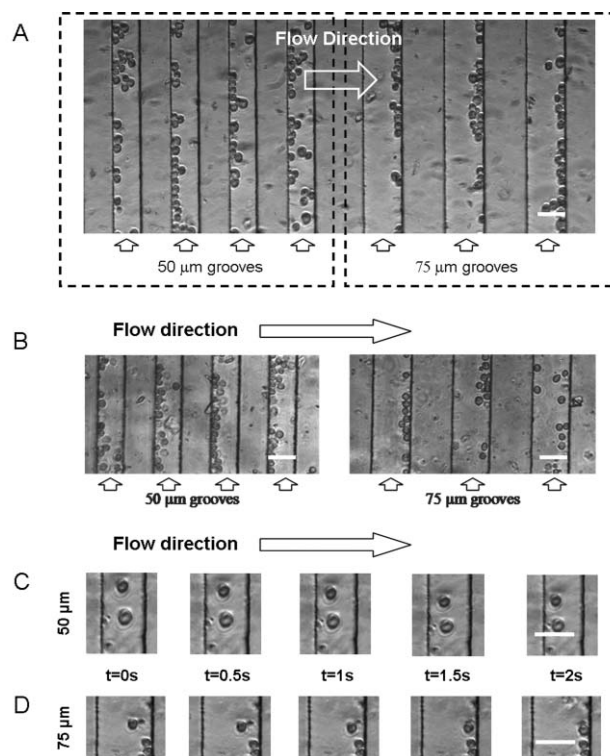 A
Flow Direction
50 μm grooves
75 μm grooves
Flow direction
B
50 μm grooves
75 μm grooves
Flow direction
C
50 μm
t=0s
t=0.5s
t=1s
t=1.5s
t=2s
D
75 μm